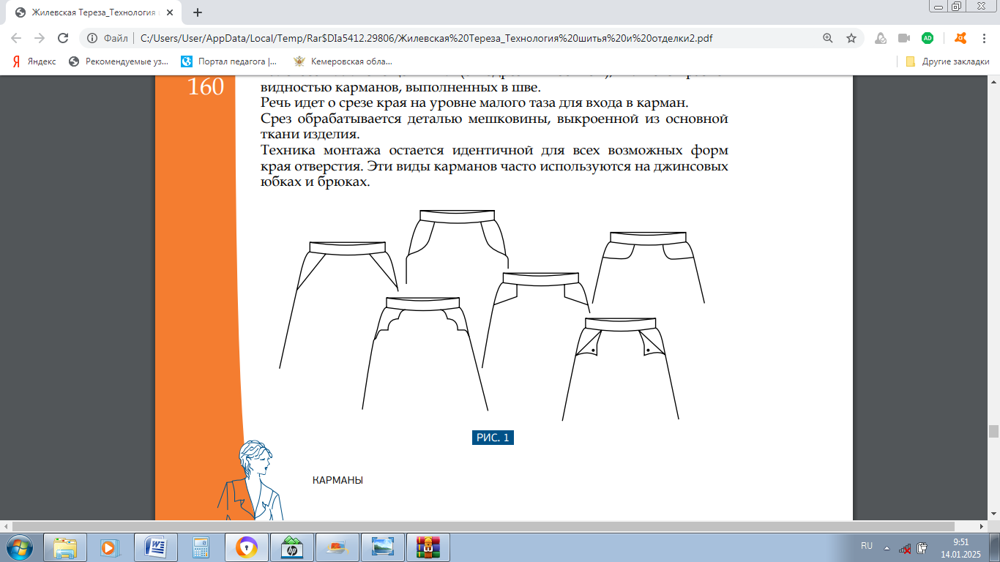 Жилевская Тереза_Технология
Файл
C:/Users/User/AppData/Local/Temp/Rar$DIa5412.29806/Жилевская%20Тереза_Технология%20шитья%20и%20отделки2.pdf
AD
Яндекс
Рекомендуемые уз...
Портал педагога |...
Кемеровская обла...
Другие закладки
160
видностью карманов, выполненных в шве.
Речь идет о срезе края на уровне малого таза для входа в карман.
Срез обрабатывается деталью мешковины, выкроенной из основной
ткани изделия.
Техника монтажа остается идентичной для всех возможных форм
края отверстия. Эти виды карманов часто используются на джинсовых
юбках и брюках.
РИС. 1
КАРМАНЫ
RU
9:51
14.01.2025